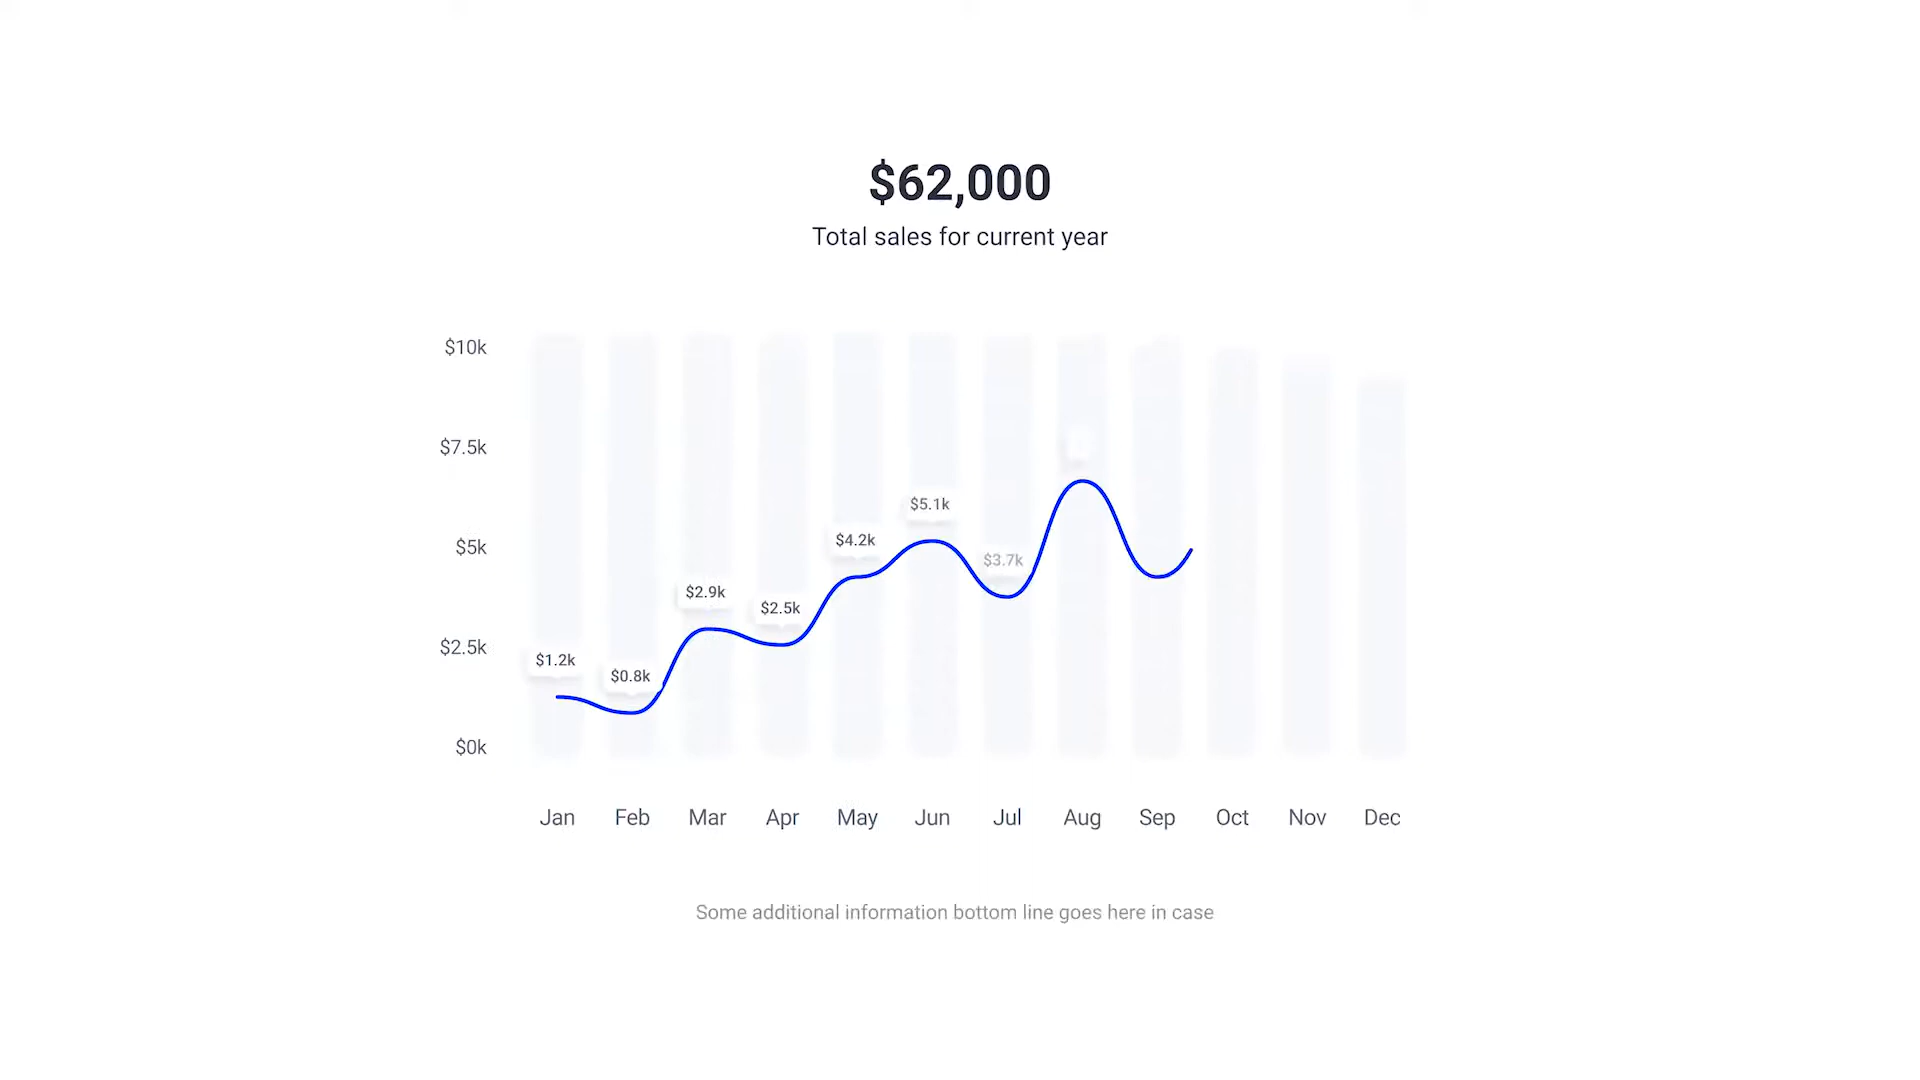 $62,000
Total sales for current year
$10k
$7.5k
$5k
$2.5k
$0k
$1.2k
$0.8k
$2.9k
$2.5k
$4.2k
$5.1k
$3.7k
Jan Feb Mar Apr May Jun Jul Aug Sep Oct Nov Dec
Some additional information bottom line goes here in case